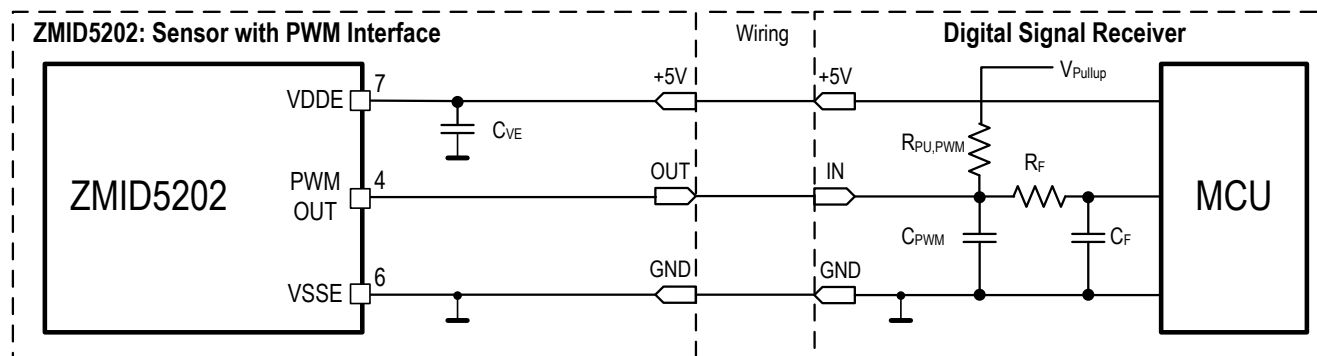 ZMID5202: Sensor with PWM Interface
Wiring
Digital Signal Receiver
VPullup
7
+5V
+5V
VDDE
CVE
RPU,PWM
RF
OUT
IN
PWM
OUT
4
ZMID5202
MCU
CPWM
CF
GND
GND
6
VSSE